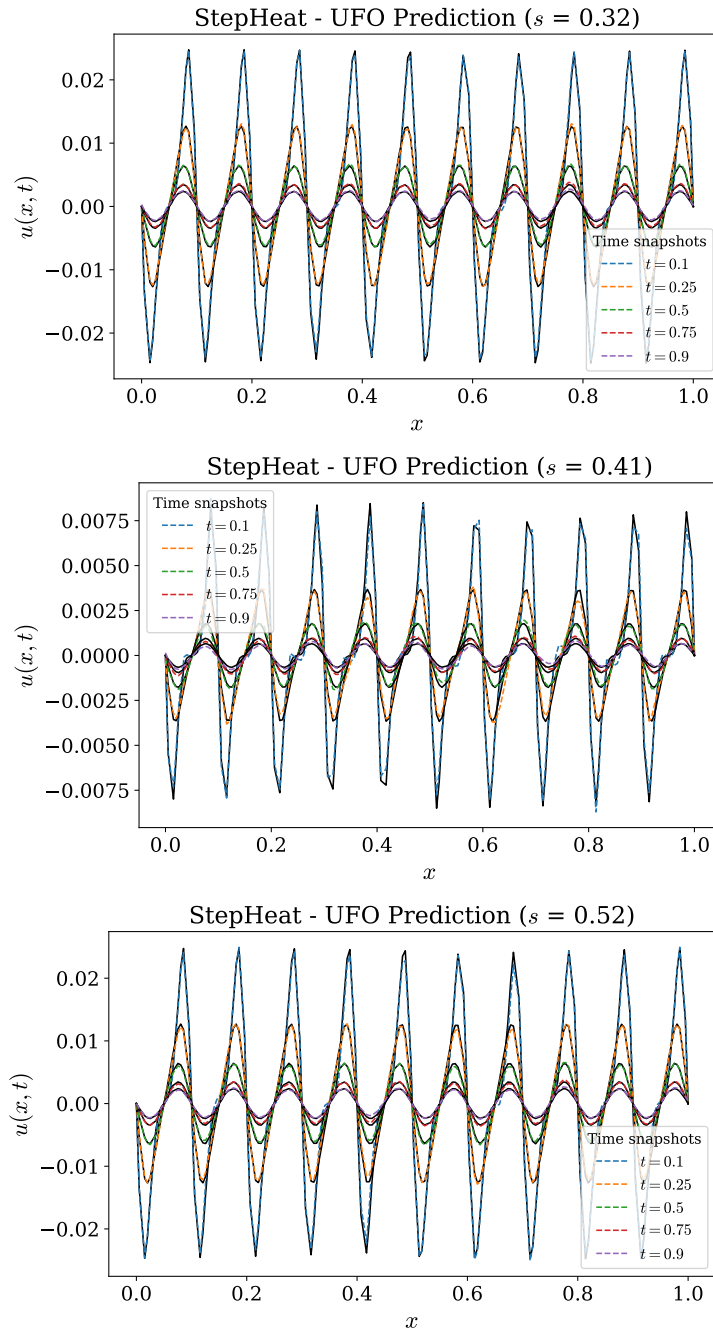 StepHeat - UFO Prediction (s = 0.32)
0.02
0.01
0.00
−0.01
−0.02
u(x, t)
Time snapshots
t = 0.1
t = 0.25
t = 0.5
t = 0.75
t = 0.9
0.0 0.2 0.4 0.6 0.8 1.0
x
StepHeat - UFO Prediction (s = 0.41)
Time snapshots
t = 0.1
t = 0.25
t = 0.5
t = 0.75
t = 0.9
0.0075
0.0050
0.0025
0.0000
−0.0025
−0.0050
−0.0075
u(x, t)
0.0 0.2 0.4 0.6 0.8 1.0
x
StepHeat - UFO Prediction (s = 0.52)
0.02
0.01
0.00
−0.01
−0.02
u(x, t)
Time snapshots
t = 0.1
t = 0.25
t = 0.5
t = 0.75
t = 0.9
0.0 0.2 0.4 0.6 0.8 1.0
x